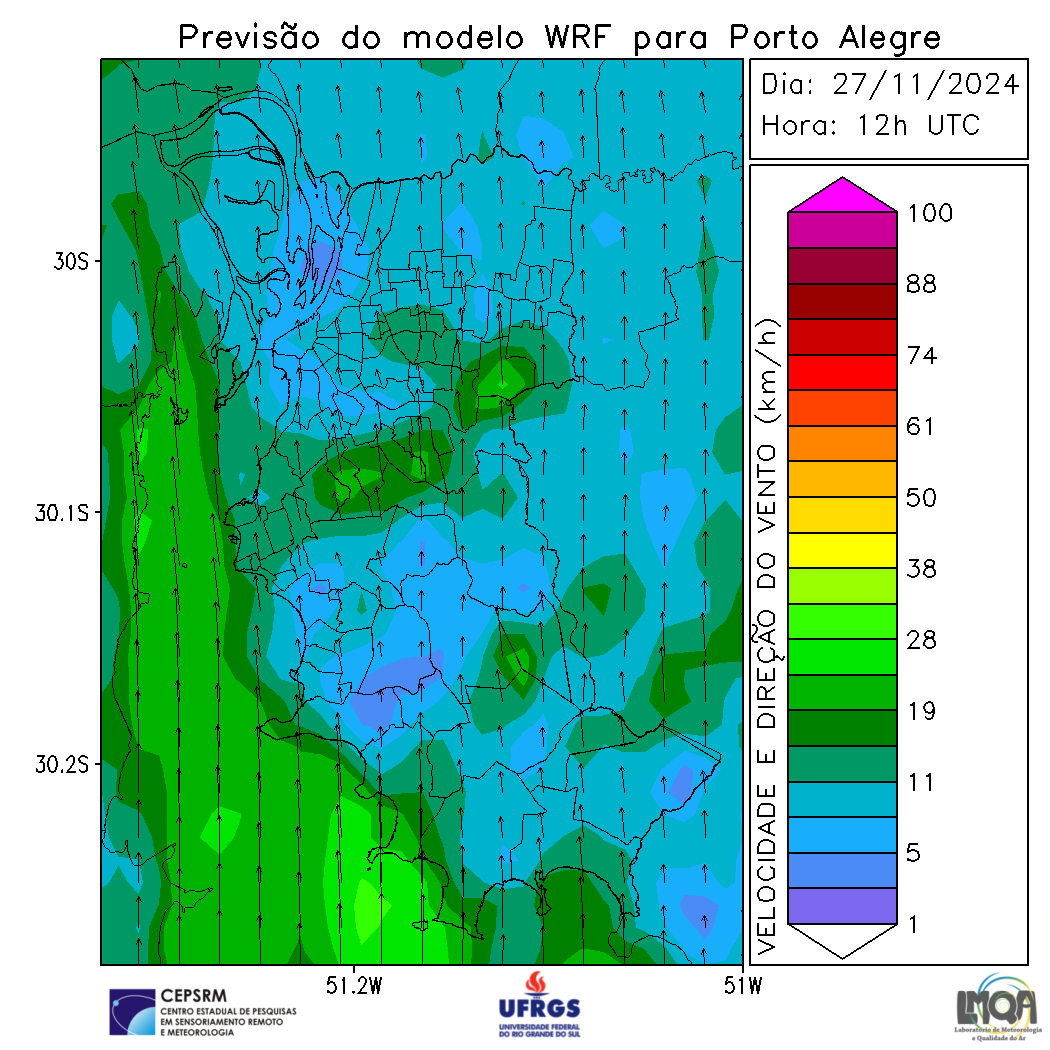 Previsão do modelo WRF para Porto Alegre
Dia: 27/11/2024
Hora: 12h UTC
30S
30.1S
30.2S
51.2W
51W
VELOCIDADE E DIREÇÃO DO VENTO (km/h)
100
88
74
61
50
38
28
19
11
5
1
CEPSRM
CENTRO ESTADUAL DE PESQUISAS
EM SENSORIAMENTO REMOTO
E METEOROLOGIA
UFRGS
UNIVERSIDADE FEDERAL
DO RIO GRANDE DO SUL
LMQA
Laboratório de Meteorologia
e Qualidade do Ar